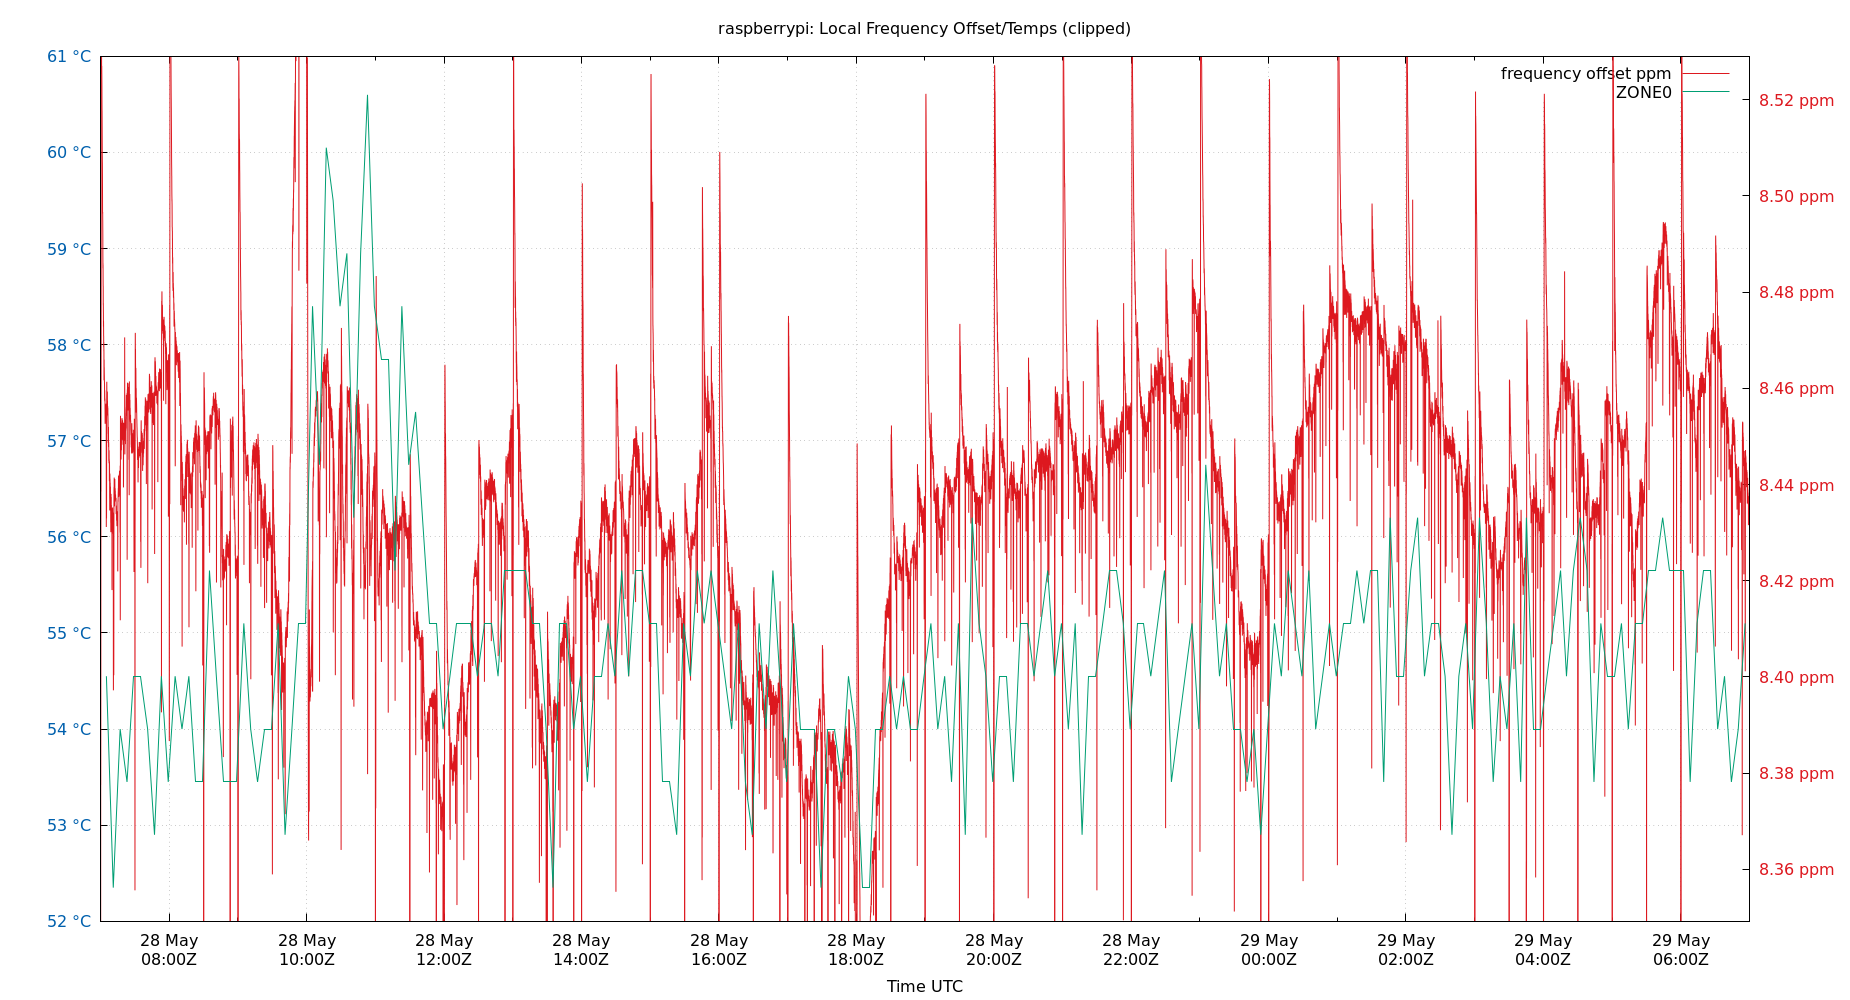 raspberrypi: Local Frequency Offset/Temps (clipped)
61 °C
60 °C
59 °C
58 °C
57 °C
56 °C
55 °C
54 °C
53 °C
52 °C
frequency offset ppm
ZONE0
8.52 ppm
8.50 ppm
8.48 ppm
8.46 ppm
8.44 ppm
8.42 ppm
8.40 ppm
8.38 ppm
8.36 ppm
28 May 28 May 28 May 28 May 28 May 28 May 28 May 28 May 29 May 29 May 29 May 29 May
08:00Z 10:00Z 12:00Z 14:00Z 16:00Z 18:00Z 20:00Z 22:00Z 00:00Z 02:00Z 04:00Z 06:00Z
Time UTC